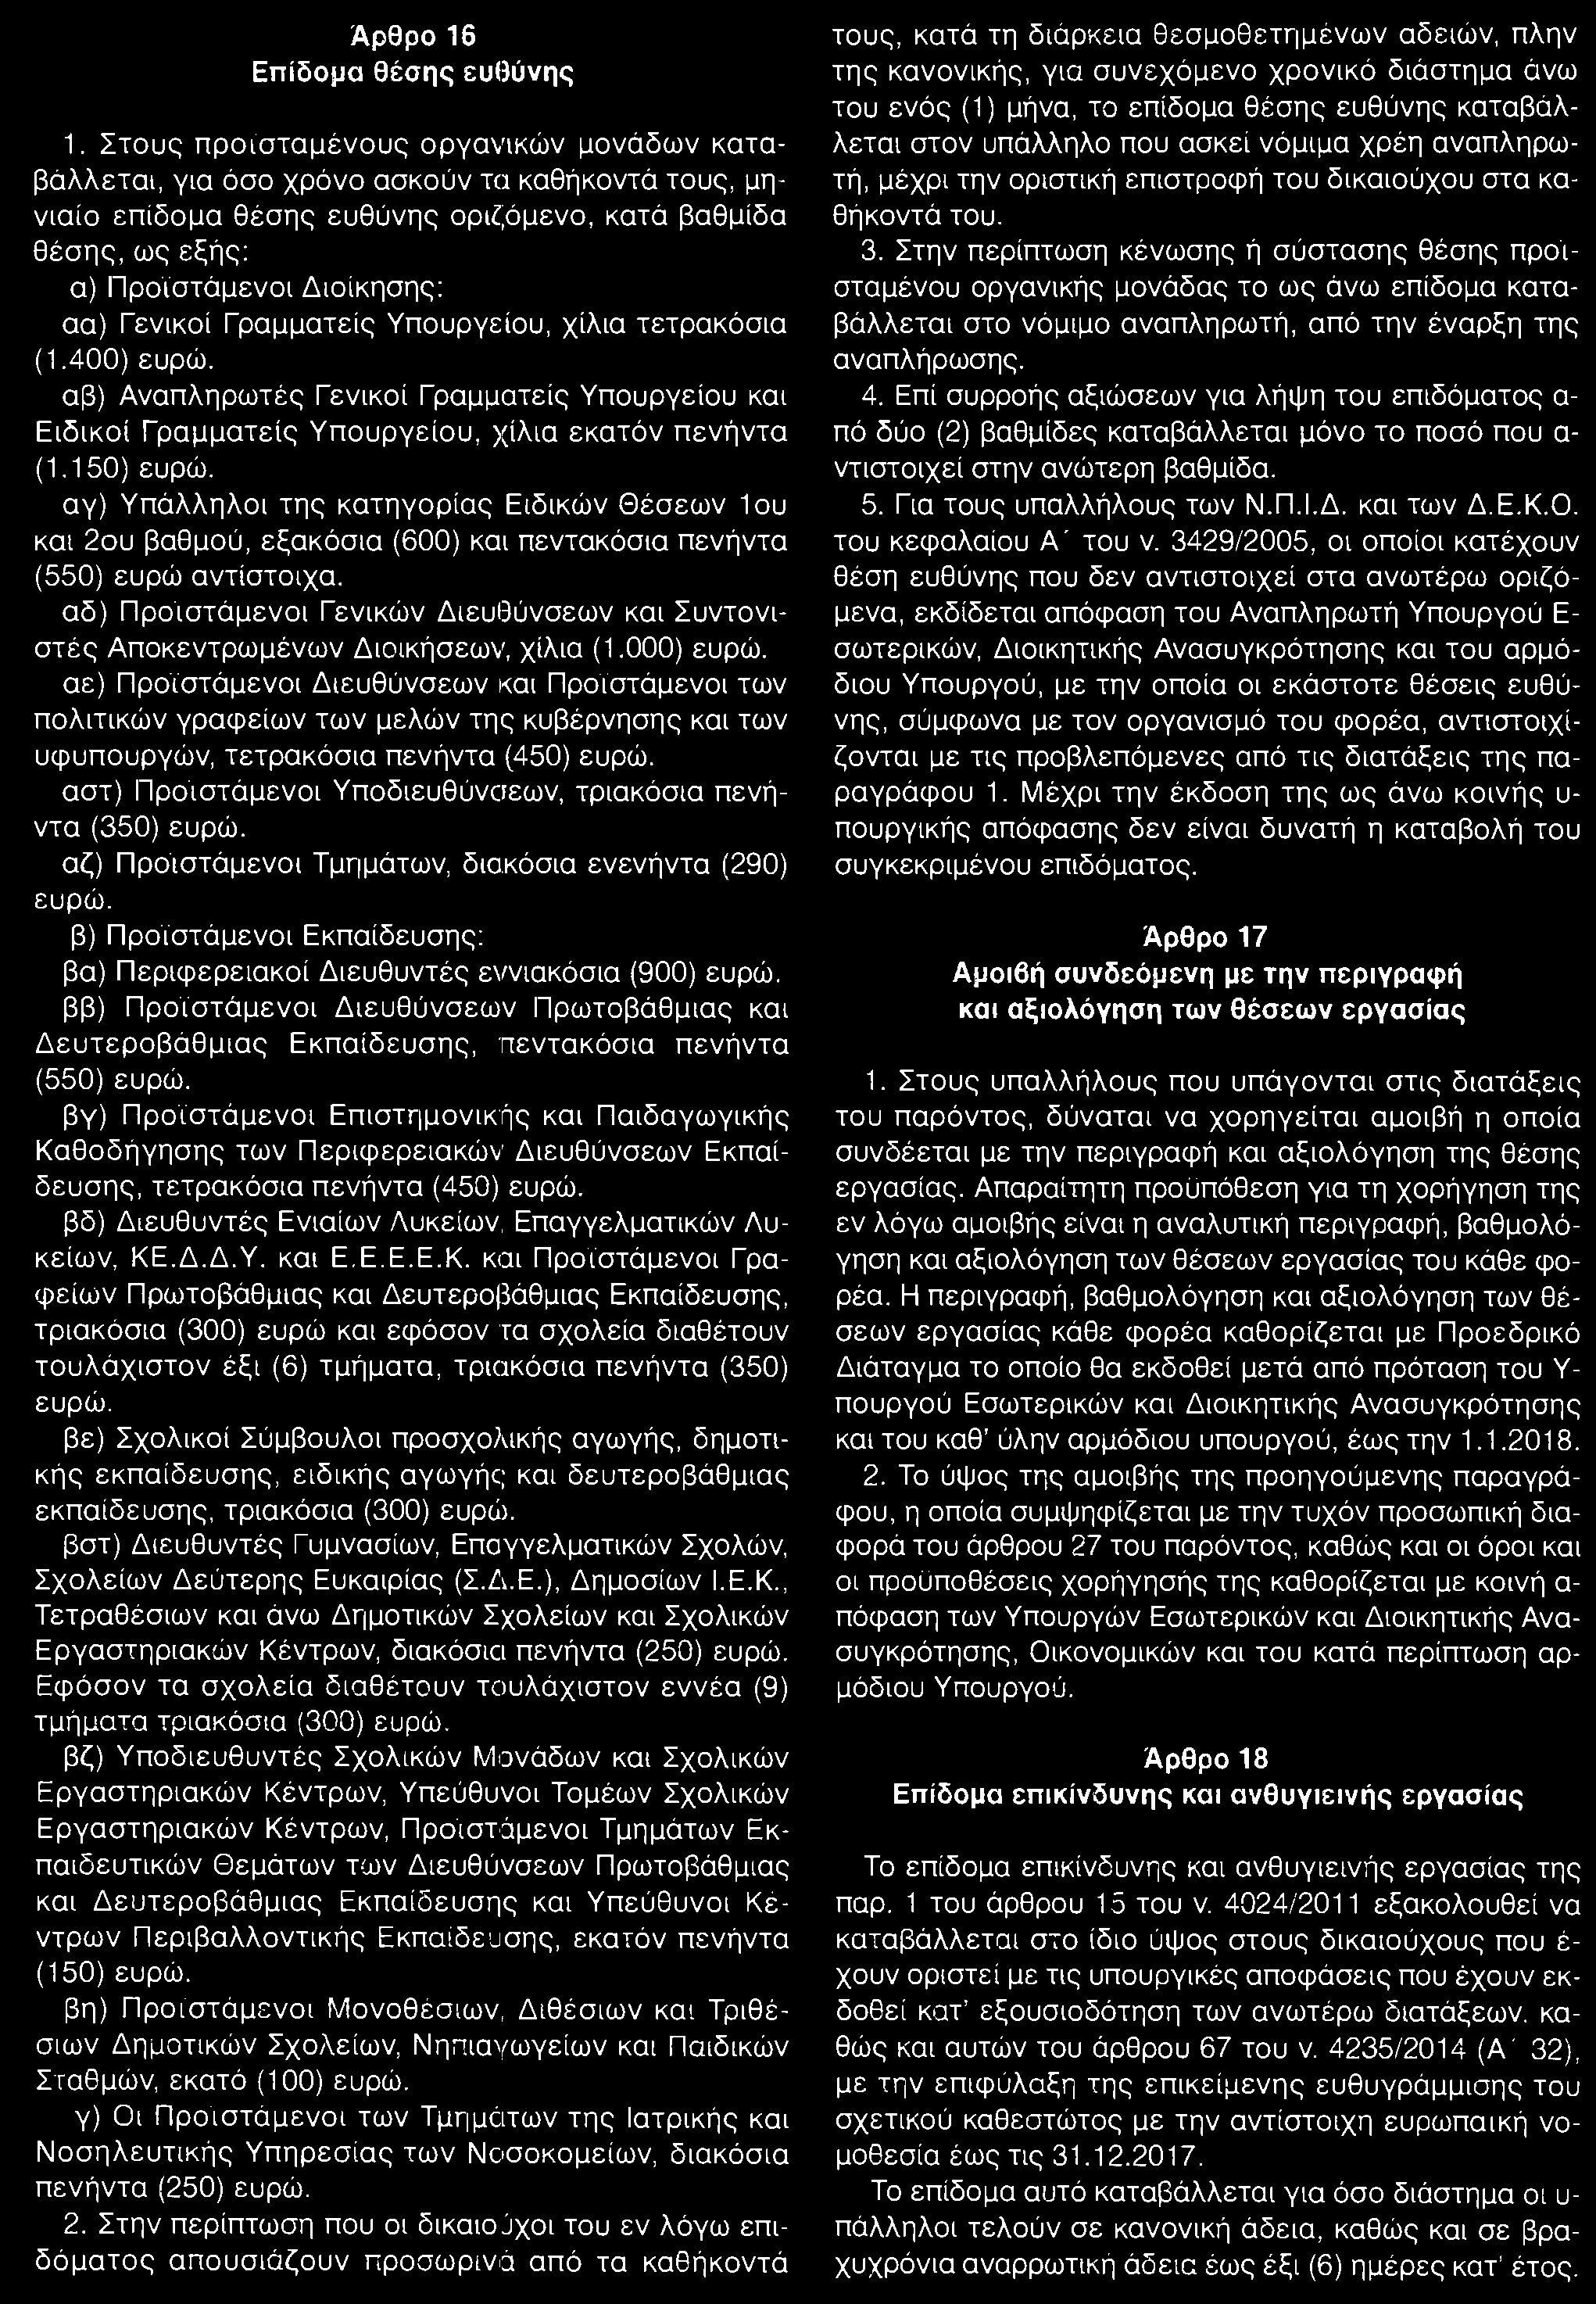 Άρθρο 16
Επίδομα θέσης ευθύνης
1. Στους προϊσταμένους οργανικών μονάδων κατα-
βάλλεται, για όσο χρόνο ασκούν τα καθήκοντά τους, μη-
νιαίο επίδομα θέσης ευθύνης οριζόμενο, κατά βαθμίδα
θέσης, ως εξής:
α) Προϊστάμενοι Διοίκησης:
αα) Γενικοί Γραμματείς Υπουργείου, χίλια τετρακόσια
(1.400) ευρώ.
αβ) Αναπληρωτές Γενικοί Γραμματείς Υπουργείου και
Ειδικοί Γραμματείς Υπουργείου, χίλια εκατόν πενήντα
(1.150) ευρώ.
αγ) Υπάλληλοι της κατηγορίας Ειδικών Θέσεων 1ου
και 2ου βαθμού, εξακόσια (600) και πεντακόσια πενήντα
(550) ευρώ αντίστοιχα.
αδ) Προϊστάμενοι Γενικών Διευθύνσεων και Συντονι-
στές Αποκεντρωμένων Διοικήσεων, χίλια (1.000) ευρώ.
αε) Προϊστάμενοι Διευθύνσεων και Προϊστάμενοι των
πολιτικών γραφείων των μελών της κυβέρνησης και των
υφυπουργών, τετρακόσια πενήντα (450) ευρώ.
αστ) Προϊστάμενοι Υποδιευθύνσεων, τριακόσια πενή-
ντα (350) ευρώ.
αζ) Προϊστάμενοι Τμημάτων, διακόσια ενενήντα (290)
ευρώ.
β) Προϊστάμενοι Εκπαίδευσης:
βα) Περιφερειακοί Διευθυντές εννιακόσια (900) ευρώ.
ββ) Προϊστάμενοι Διευθύνσεων Πρωτοβάθμιας και
Δευτεροβάθμιας Εκπαίδευσης, πεντακόσια πενήντα
(550) ευρώ.
βγ) Προϊστάμενοι Επιστημονικής και Παιδαγωγικής
Καθοδήγησης των Περιφερειακών Διευθύνσεων Εκπαί-
δευσης, τετρακόσια πενήντα (450) ευρώ.
βδ) Διευθυντές Ενιαίων Λυκείων, Επαγγελματικών Λυ-
κείων, ΚΕ.Δ.Δ.Υ. και Ε.Ε.Ε.Ε.Κ. και Προϊστάμενοι Γρα-
φείων Πρωτοβάθμιας και Δευτεροβάθμιας Εκπαίδευσης,
τριακόσια (300) ευρώ και εφόσον τα σχολεία διαθέτουν
τουλάχιστον έξι (6) τμήματα, τριακόσια πενήντα (350)
ευρώ.
βε) Σχολικοί Σύμβουλοι προσχολικής αγωγής, δημοτι-
κής εκπαίδευσης, ειδικής αγωγής και δευτεροβάθμιας
εκπαίδευσης, τριακόσια (300) ευρώ.
βστ) Διευθυντές Γυμνασίων, Επαγγελματικών Σχολών,
Σχολείων Δεύτερης Ευκαιρίας (Σ.Δ.Ε.), Δημοσίων Ι.Ε.Κ.,
Τετραθέσιων και άνω Δημοτικών Σχολείων και Σχολικών
Εργαστηριακών Κέντρων, διακόσια πενήντα (250) ευρώ.
Εφόσον τα σχολεία διαθέτουν τουλάχιστον εννέα (9)
τμήματα τριακόσια (300) ευρώ.
βζ) Υποδιευθυντές Σχολικών Μονάδων και Σχολικών
Εργαστηριακών Κέντρων, Υπεύθυνοι Τομέων Σχολικών
Εργαστηριακών Κέντρων, Προϊστάμενοι Τμημάτων Εκ-
παιδευτικών Θεμάτων των Διευθύνσεων Πρωτοβάθμιας
και Δευτεροβάθμιας Εκπαίδευσης και Υπεύθυνοι Κέ-
ντρων Περιβαλλοντικής Εκπαίδευσης, εκατόν πενήντα
(150) ευρώ.
βη) Προϊστάμενοι Μονοθέσιων, Διθέσιων και Τριθέ-
σιων Δημοτικών Σχολείων, Νηπιαγωγείων και Παιδικών
Σταθμών, εκατό (100) ευρώ.
γ) Οι Προϊστάμενοι των Τμημάτων της Ιατρικής και
Νοσηλευτικής Υπηρεσίας των Νοσοκομείων, διακόσια
πενήντα (250) ευρώ.
2. Στην περίπτωση που οι δικαιούχοι του εν λόγω επι-
δόματος απουσιάζουν προσωρινά από τα καθήκοντά
τους, κατά τη διάρκεια θεσμοθετημένων αδειών, πλην
της κανονικής, για συνεχόμενο χρονικό διάστημα άνω
του ενός (1) μήνα, το επίδομα θέσης ευθύνης καταβάλ-
λεται στον υπάλληλο που ασκεί νόμιμα χρέη αναπληρω-
τή, μέχρι την οριστική επιστροφή του δικαιούχου στα κα-
θήκοντά του.
3. Στην περίπτωση κένωσης ή σύστασης θέσης προϊ-
σταμένου οργανικής μονάδας το ως άνω επίδομα κατα-
βάλλεται στο νόμιμο αναπληρωτή, από την έναρξη της
αναπλήρωσης.
4. Επί συρροής αξιώσεων για λήψη του επιδόματος α-
πό δύο (2) βαθμίδες καταβάλλεται μόνο το ποσό που α-
ντιστοιχεί στην ανώτερη βαθμίδα.
5. Για τους υπαλλήλους των Ν.Π.Ι.Δ. και των Δ.Ε.Κ.Ο.
του κεφαλαίου Α΄ του ν. 3429/2005, οι οποίοι κατέχουν
θέση ευθύνης που δεν αντιστοιχεί στα ανωτέρω οριζό-
μενα, εκδίδεται απόφαση του Αναπληρωτή Υπουργού Ε-
σωτερικών, Διοικητικής Ανασυγκρότησης και του αρμό-
διου Υπουργού, με την οποία οι εκάστοτε θέσεις ευθύ-
νης, σύμφωνα με τον οργανισμό του φορέα, αντιστοιχί-
ζονται με τις προβλεπόμενες από τις διατάξεις της πα-
ραγράφου 1. Μέχρι την έκδοση της ως άνω κοινής υ-
πουργικής απόφασης δεν είναι δυνατή η καταβολή του
συγκεκριμένου επιδόματος.
Άρθρο 17
Αμοιβή συνδεόμενη με την περιγραφή
και αξιολόγηση των θέσεων εργασίας
1. Στους υπαλλήλους που υπάγονται στις διατάξεις
του παρόντος, δύναται να χορηγείται αμοιβή η οποία
συνδέεται με την περιγραφή και αξιολόγηση της θέσης
εργασίας. Απαραίτητη προϋπόθεση για τη χορήγηση της
εν λόγω αμοιβής είναι η αναλυτική περιγραφή, βαθμολό-
γηση και αξιολόγηση των θέσεων εργασίας του κάθε φο-
ρέα. Η περιγραφή, βαθμολόγηση και αξιολόγηση των θέ-
σεων εργασίας κάθε φορέα καθορίζεται με Προεδρικό
Διάταγμα το οποίο θα εκδοθεί μετά από πρόταση του Υ-
πουργού Εσωτερικών και Διοικητικής Ανασυγκρότησης
και του καθ’ ύλην αρμόδιου υπουργού, έως την 1.1.2018.
2. Το ύψος της αμοιβής της προηγούμενης παραγρά-
φου, η οποία συμψηφίζεται με την τυχόν προσωπική δια-
φορά του άρθρου 27 του παρόντος, καθώς και οι όροι και
οι προϋποθέσεις χορήγησής της καθορίζεται με κοινή α-
πόφαση των Υπουργών Εσωτερικών και Διοικητικής Ανα-
συγκρότησης, Οικονομικών και του κατά περίπτωση αρ-
μόδιου Υπουργού.
Άρθρο 18
Επίδομα επικίνδυνης και ανθυγιεινής εργασίας
Το επίδομα επικίνδυνης και ανθυγιεινής εργασίας της
παρ. 1 του άρθρου 15 του ν. 4024/2011 εξακολουθεί να
καταβάλλεται στο ίδιο ύψος στους δικαιούχους που έ-
χουν οριστεί με τις υπουργικές αποφάσεις που έχουν εκ-
δοθεί κατ’ εξουσιοδότηση των ανωτέρω διατάξεων. κα-
θώς και αυτών του άρθρου 67 του ν. 4235/2014 (Α΄ 32),
με την επιφύλαξη της επικείμενης ευθυγράμμισης του
σχετικού καθεστώτος με την αντίστοιχη ευρωπαική νο-
μοθεσία έως τις 31.12.2017.
Το επίδομα αυτό καταβάλλεται για όσο διάστημα οι υ-
πάλληλοι τελούν σε κανονική άδεια, καθώς και σε βρα-
χυχρόνια αναρρωτική άδεια έως έξι (6) ημέρες κατ’ έτος.